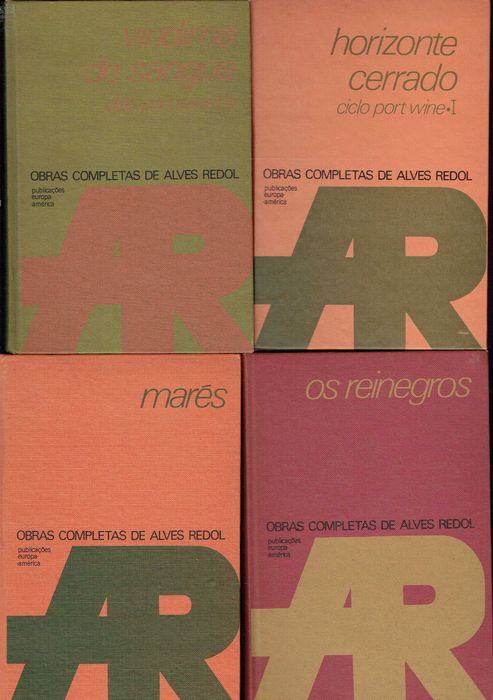 vindima
de sangue
OBRAS COMPLETAS DE ALVES REDOL
publicações
europa-
-américa
AR
horizonte
cerrado
ciclo port wine•I
OBRAS COMPLETAS DE ALVES REDOL
publicações
europa-
-américa
AR
marés
OBRAS COMPLETAS DE ALVES REDOL
publicações
europa-
-américa
AR
os reinegros
OBRAS COMPLETAS DE ALVES REDOL
publicações
europa-
-américa
AR